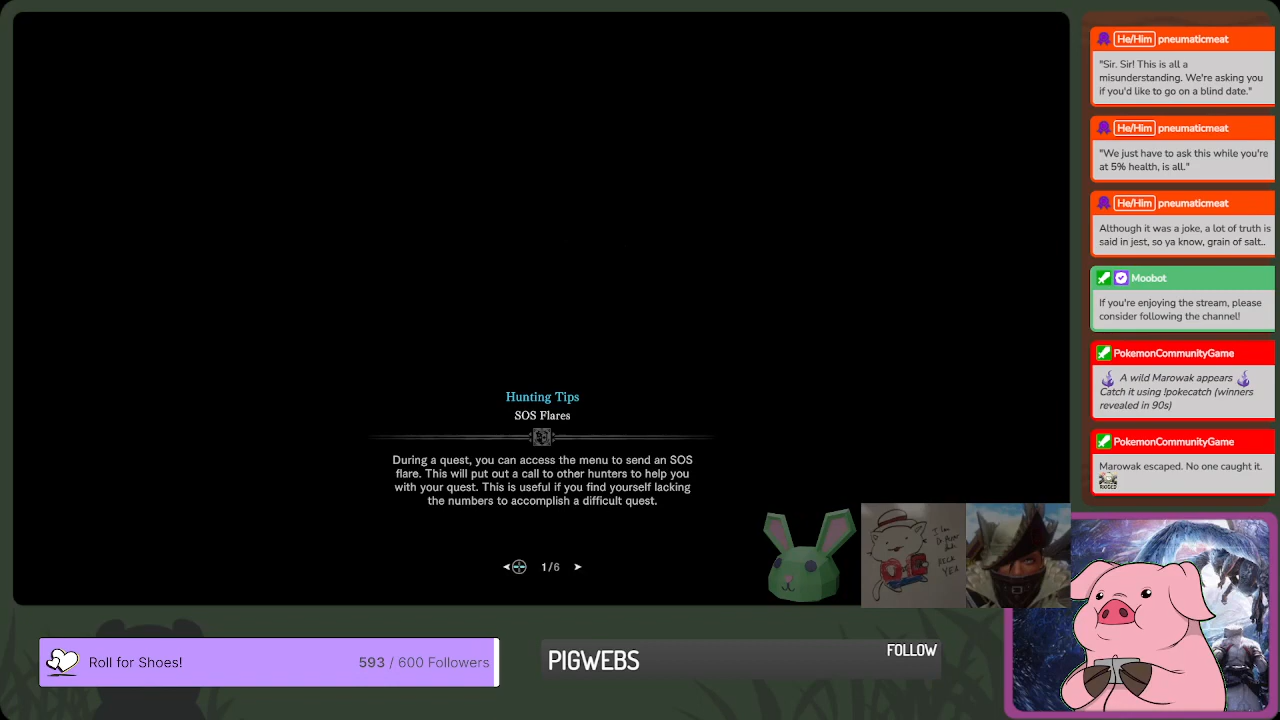 Hunting Tips
SOS Flares
During a quest, you can access the menu to send an SOS
flare. This will put out a call to other hunters to help you
with your quest. This is useful if you find yourself lacking
the numbers to accomplish a difficult quest.
1/6
He/Him pneumaticmeat
"Sir. Sir! This is all a
misunderstanding. We're asking you
if you'd like to go on a blind date."
He/Him pneumaticmeat
"We just have to ask this while you're
at 5% health, is all."
He/Him pneumaticmeat
Although it was a joke, a lot of truth is
said in jest, so ya know, grain of salt..
Moobot
If you're enjoying the stream, please
consider following the channel!
PokemonCommunityGame
A wild Marowak appears
Catch it using !pokecatch (winners
revealed in 90s)
PokemonCommunityGame
Marowak escaped. No one caught it.
RIGGED
Roll for Shoes!
593 / 600 Followers
PIGWEBS
FOLLOW